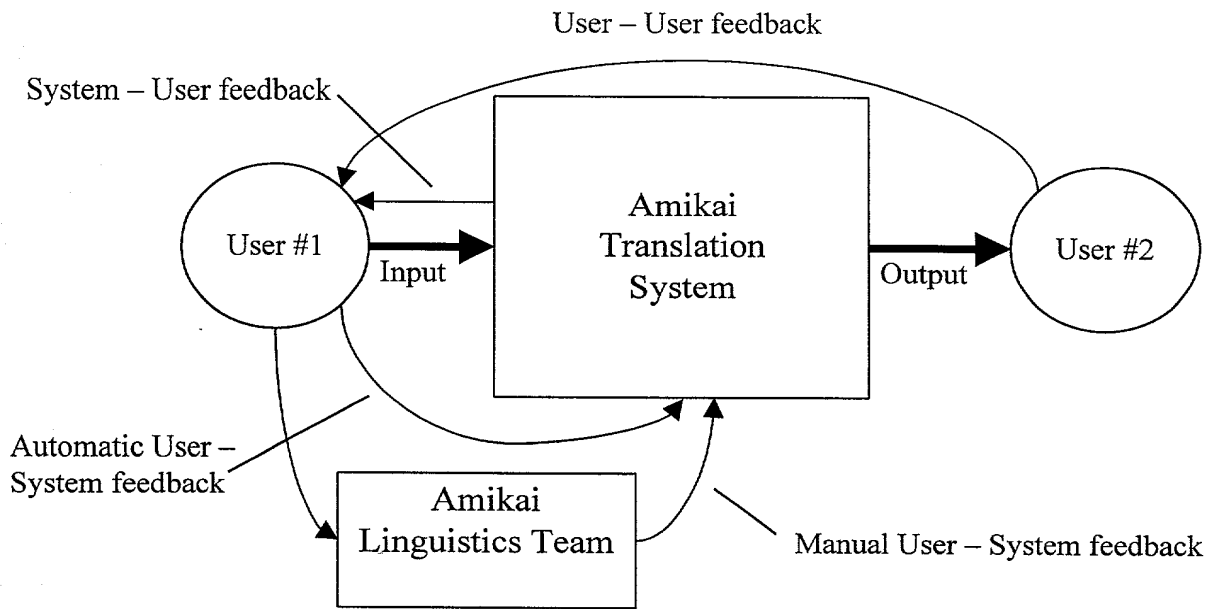 User – User feedback
System – User feedback
Amikai
Translation
System
User #1
Input
Output
User #2
Automatic User –
System feedback
Amikai
Linguistics Team
Manual User – System feedback